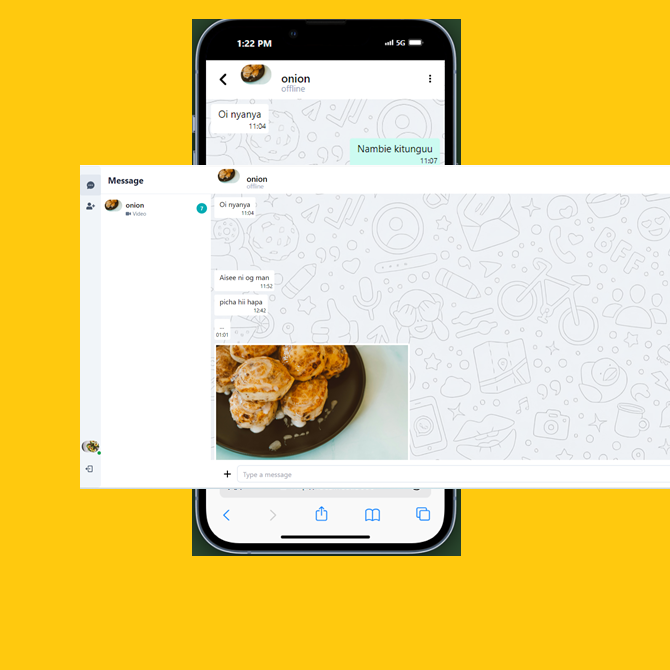 1:22 PM
5G
onion
offline
Oi nyanya
11:04
Nambie kitunguu
11:07
Message
onion
offline
onion
Video
7
Oi nyanya
11:04
Aisee ni og man
11:52
picha hii hapa
12:42
...
01:01
OFF
Type a message